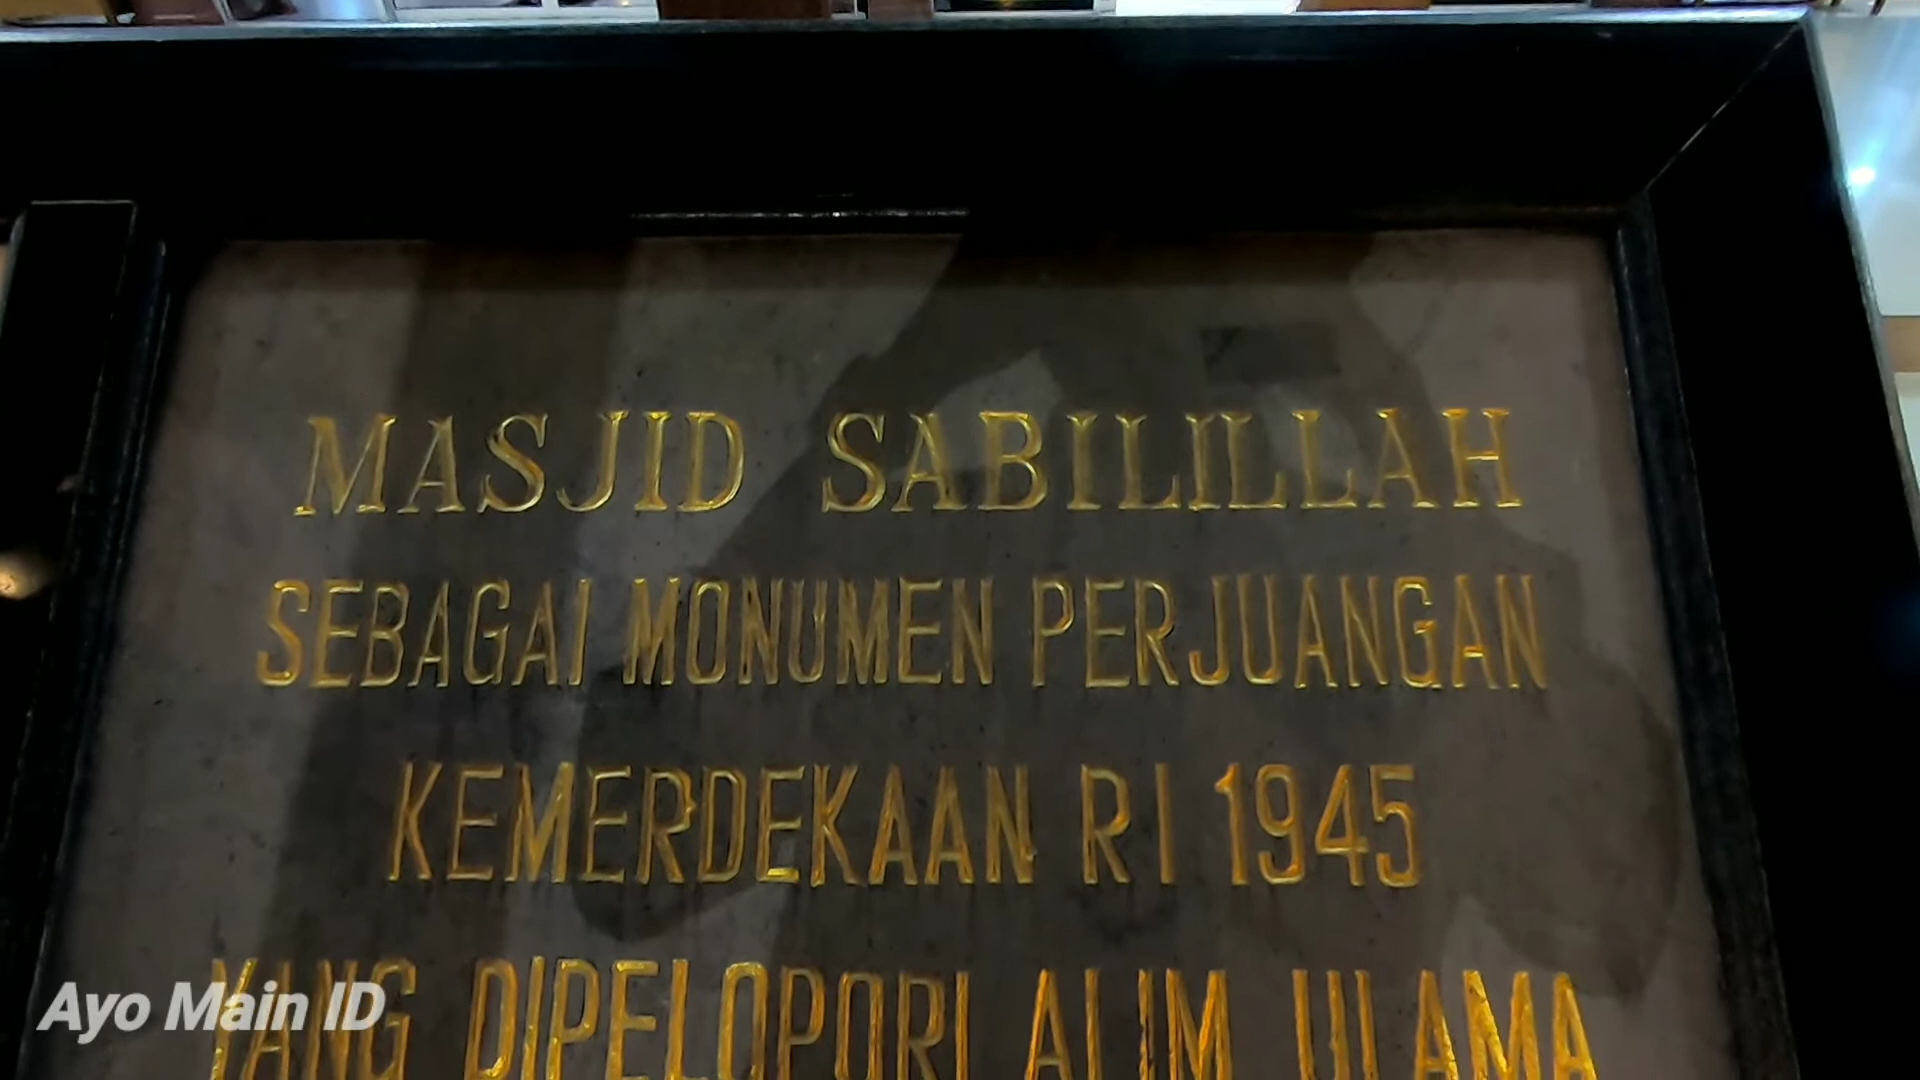 MASJID SABILILLAH
SEBAGAI MONUMEN PERJUANGAN
KEMERDEKAAN RI 1945
YANG DIPELOPORI ALIM ULAMA
Ayo Main ID